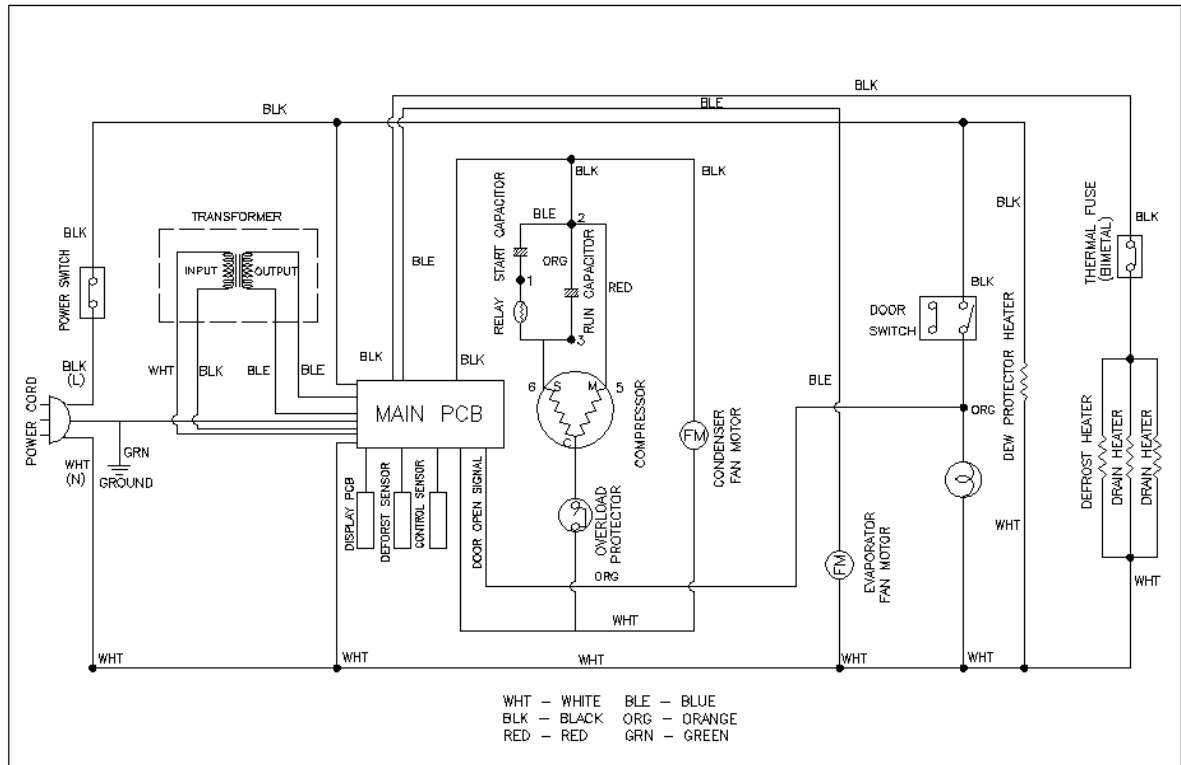 BLK
BLE
BLK
BLK
BLK
BLK
BLE
2
START CAPACITOR
RELAY
ORG
RUN CAPACITOR
RED
1
3
TRANSFORMER
INPUT
OUTPUT
BLK
POWER SWITCH
BLE
BLK
THERMAL FUSE
(BIMETAL)
BLK
BLK
DOOR
SWITCH
DEW PROTECTOR HEATER
BLK
(L)
WHT
BLK
BLE
BLE
BLK
BLK
6
S
M
5
C
COMPRESSOR
BLE
POWER CORD
MAIN PCB
ORG
FM
CONDENSER
FAN MOTOR
WHT
(N)
GRN
GROUND
DISPLAY PCB
DEFORST SENSOR
CONTROL SENSOR
DOOR OPEN SIGNAL
OVERLOAD
PROTECTOR
DEFROST HEATER
DRAIN HEATER
DRAIN HEATER
WHT
FM
EVAPORATOR
FAN MOTOR
ORG
WHT
WHT
WHT
WHT
WHT
WHT
WHT
WHT – WHITE BLE – BLUE
BLK – BLACK ORG – ORANGE
RED – RED GRN – GREEN